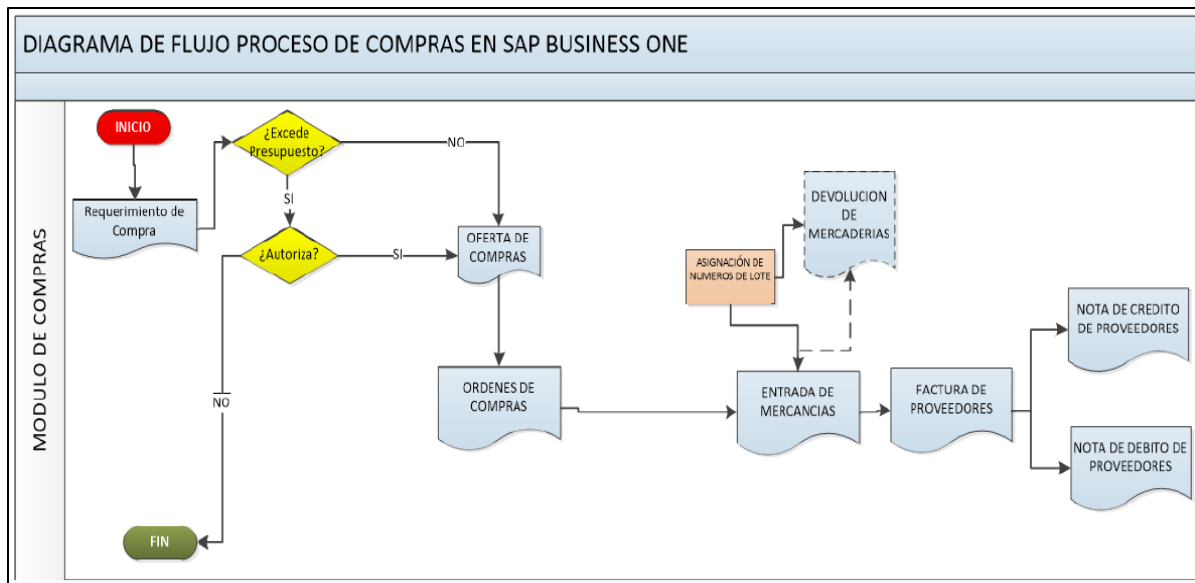 DIAGRAMA DE FLUJO PROCESO DE COMPRAS EN SAP BUSINESS ONE
MODULO DE COMPRAS
INICIO
¿Excede
Presupuesto?
NO
SI
Requerimiento de
Compra
¿Autoriza?
SI
OFERTA DE
COMPRAS
NO
FIN
ORDENES DE
COMPRAS
ASIGNACIÓN DE
NUMEROS DE LOTE
DEVOLUCION
DE
MERCADERIAS
ENTRADA DE
MERCANCIAS
FACTURA DE
PROVEEDORES
NOTA DE CREDITO
DE PROVEEDORES
NOTA DE DEBITO DE
PROVEEDORES